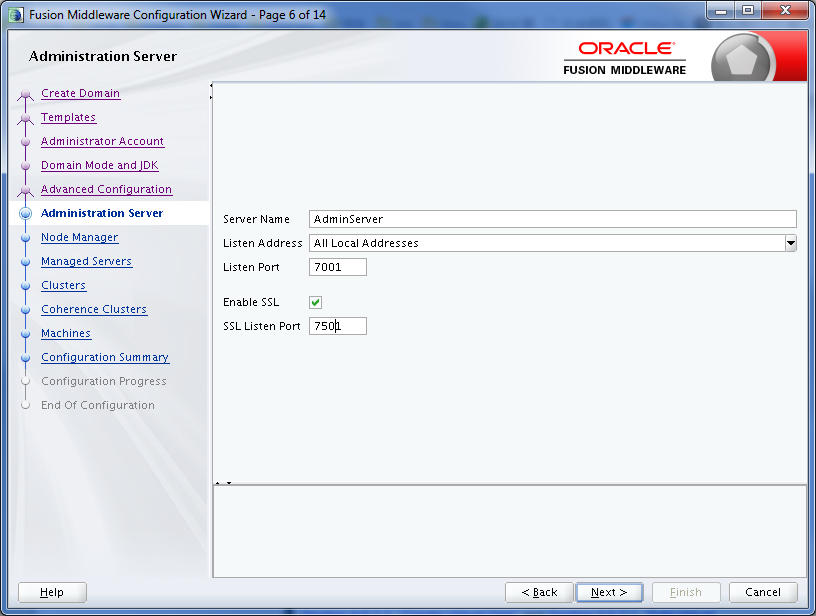 Fusion Middleware Configuration Wizard - Page 6 of 14
Administration Server
ORACLE
FUSION MIDDLEWARE
Create Domain
Templates
Administrator Account
Domain Mode and JDK
Advanced Configuration
Administration Server
Node Manager
Managed Servers
Clusters
Coherence Clusters
Machines
Configuration Summary
Configuration Progress
End Of Configuration
Server Name AdminServer
Listen Address All Local Addresses
Listen Port 7001
Enable SSL
SSL Listen Port 7501
Help < Back Next > Finish Cancel